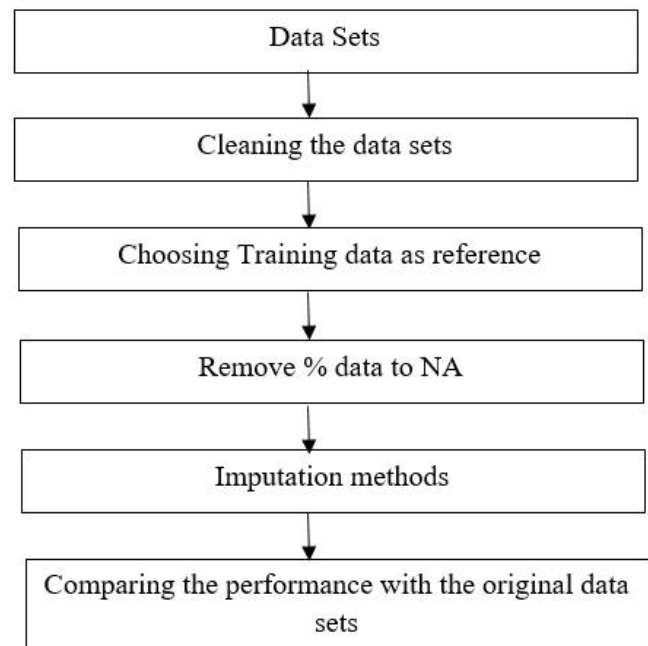 Data Sets
Cleaning the data sets
Choosing Training data as reference
Remove % data to NA
Imputation methods
Comparing the performance with the original data
sets